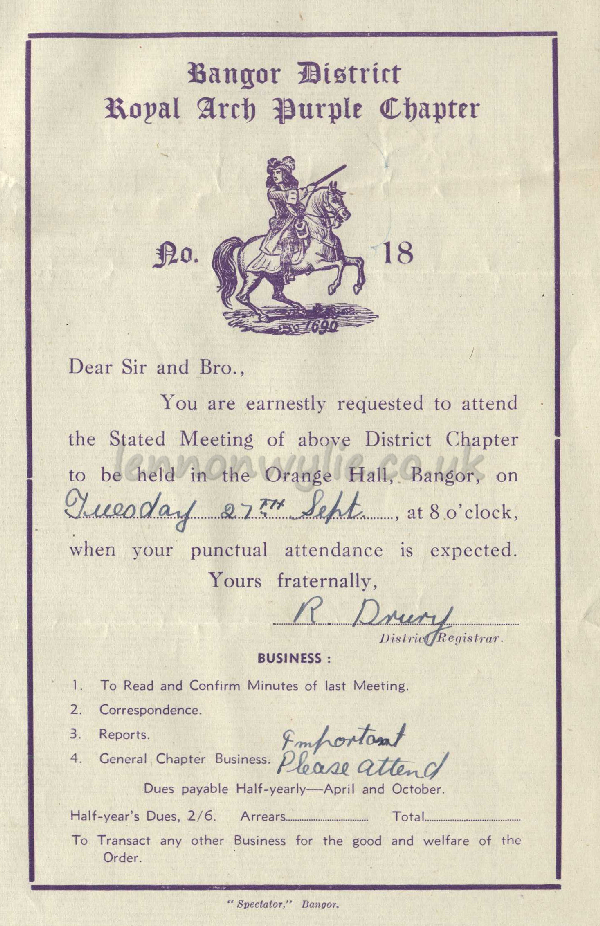 Bangor District
Royal Arch Purple Chapter
No. 18
1690
Dear Sir and Bro.,
You are earnestly requested to attend
the Stated Meeting of above District Chapter
lennonwylie.co.uk
to be held in the Orange Hall, Bangor, on
Tuesday 27TH Sept. , at 8 o'clock,
when your punctual attendance is expected.
Yours fraternally,
R Drury
District Registrar.
BUSINESS :
1. To Read and Confirm Minutes of last Meeting.
2. Correspondence.
3. Reports.
Important
4. General Chapter Business. Please attend
Dues payable Half-yearly—April and October.
Half-year's Dues, 2/6. Arrears........ Total........
To Transact any other Business for the good and welfare of the
Order.
"Spectator," Bangor.